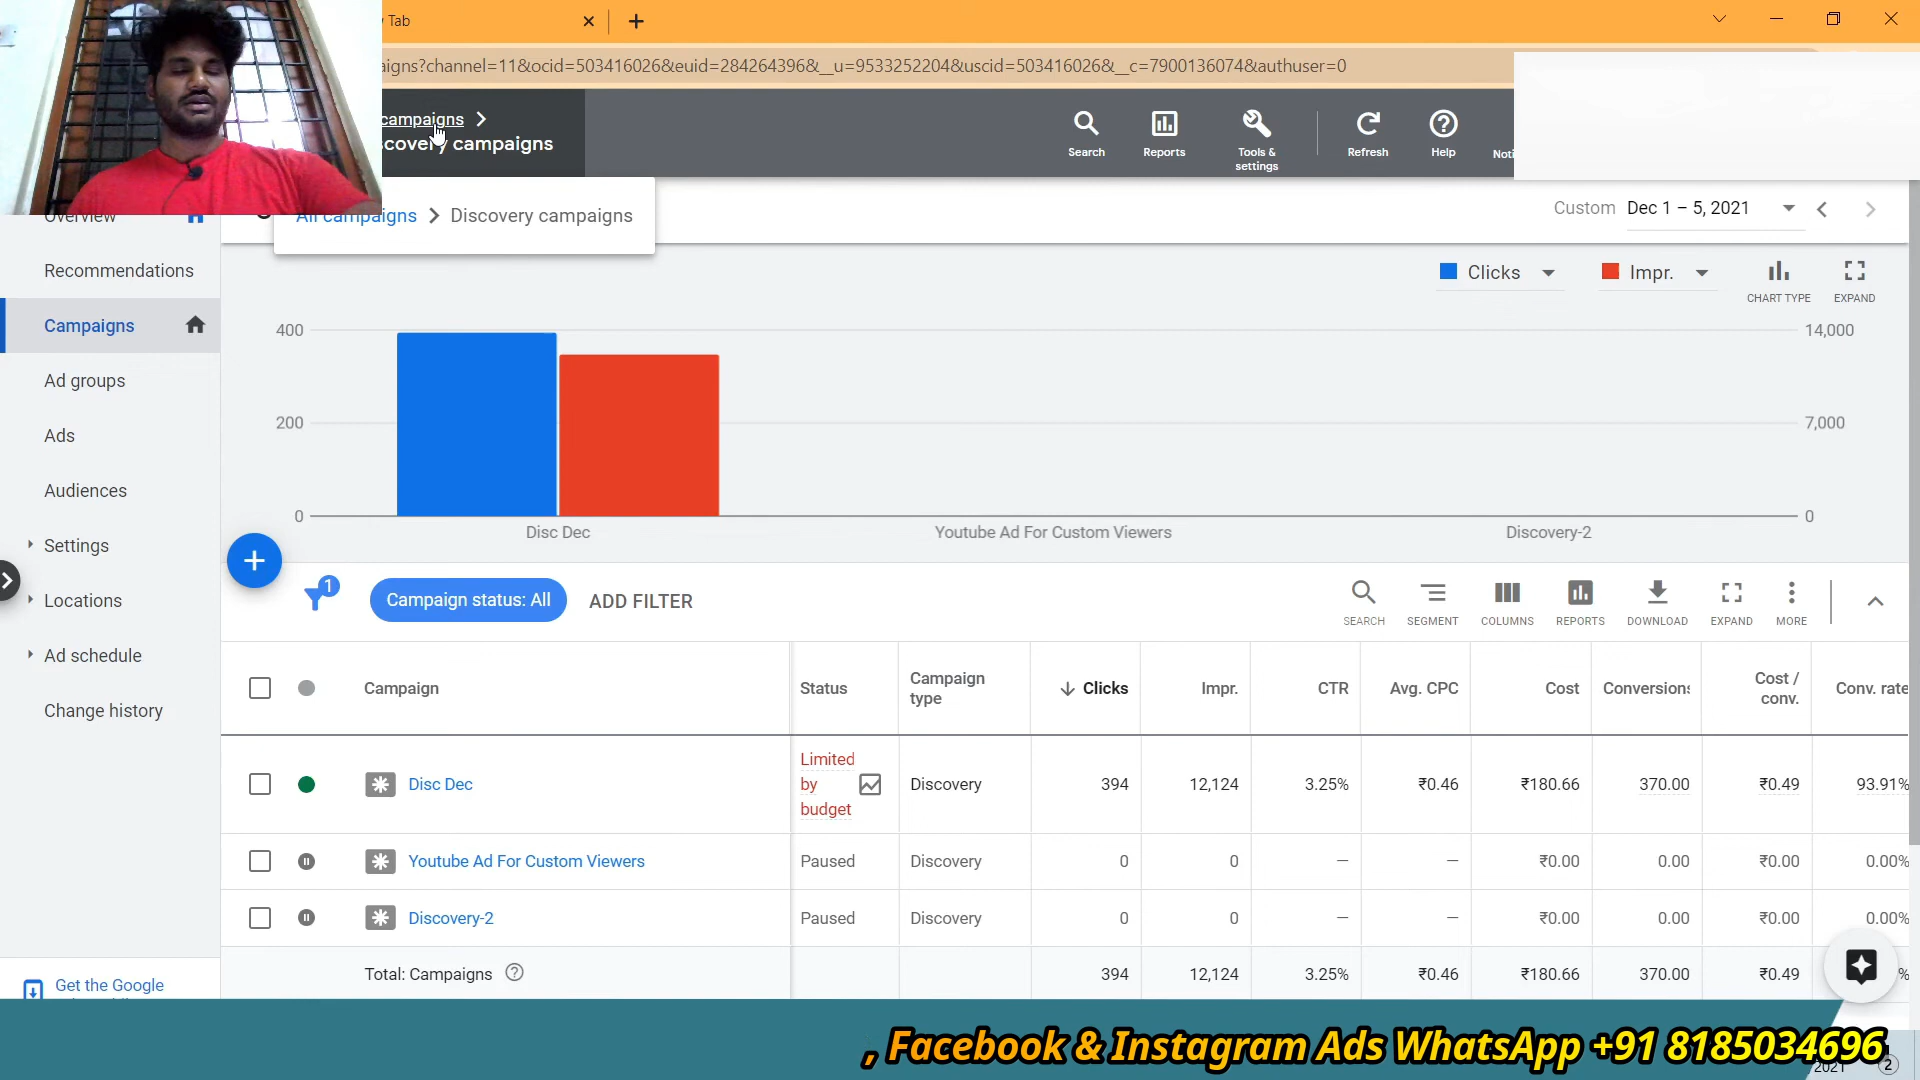 Tab
aigns?channel=11&ocid=503416026&euid=284264396&__u=9533252204&uscid=503416026&__c=7900136074&authuser=0
campaigns
scovery campaigns
Search
Reports
Tools & settings
Refresh
Help
Noti
All campaigns > Discovery campaigns
Custom Dec 1 – 5, 2021
Overview
Recommendations
Campaigns
Ad groups
Ads
Audiences
Settings
Locations
Ad schedule
Change history
Get the Google
Clicks
Impr.
CHART TYPE
EXPAND
400
14,000
200
7,000
0
0
Disc Dec
Youtube Ad For Custom Viewers
Discovery-2
1
Campaign status: All
ADD FILTER
SEARCH
SEGMENT
COLUMNS
REPORTS
DOWNLOAD
EXPAND
MORE
Campaign Status Campaign type Clicks Impr. CTR Avg. CPC Cost Conversions Cost / conv. Conv. rate
Disc Dec Limited by budget Discovery 394 12,124 3.25% ₹0.46 ₹180.66 370.00 ₹0.49 93.91%
Youtube Ad For Custom Viewers Paused Discovery 0 0 — — ₹0.00 0.00 ₹0.00 0.00%
Discovery-2 Paused Discovery 0 0 — — ₹0.00 0.00 ₹0.00 0.00%
Total: Campaigns 394 12,124 3.25% ₹0.46 ₹180.66 370.00 ₹0.49 %
, Facebook & Instagram Ads WhatsApp +91 8185034696
2021
2